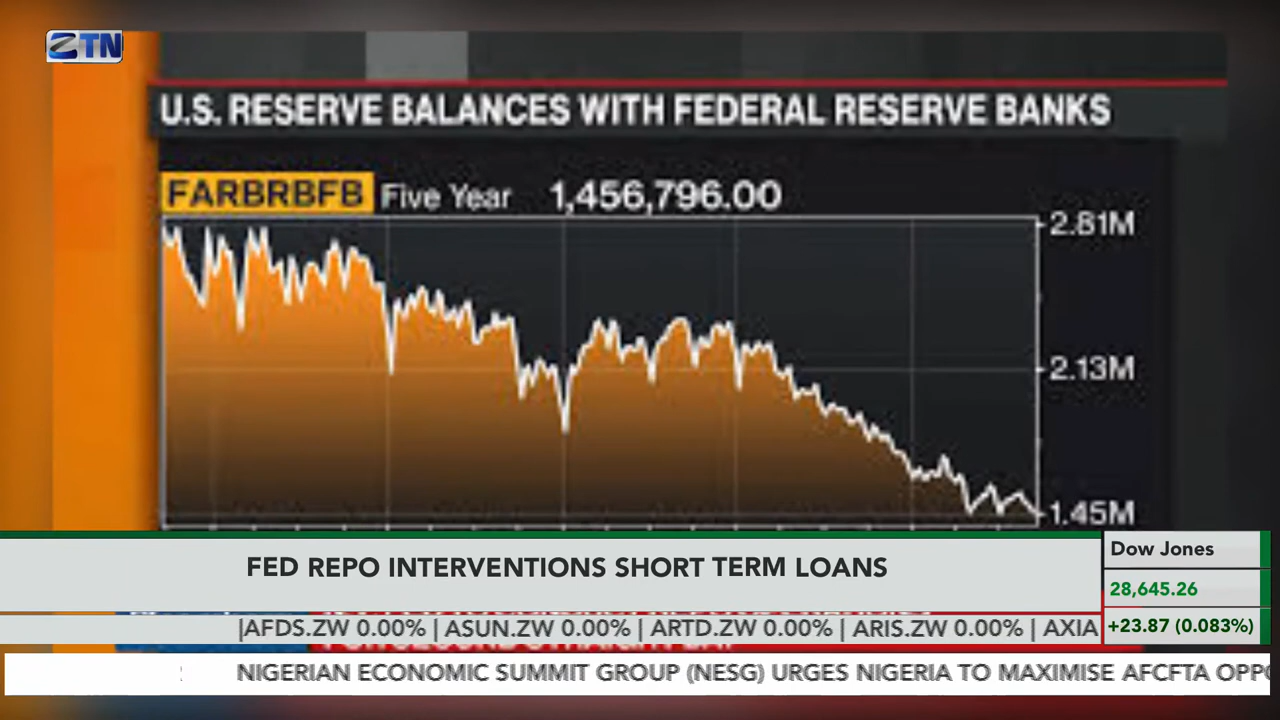 ZTN
U.S. RESERVE BALANCES WITH FEDERAL RESERVE BANKS
FARBRBFB Five Year 1,456,796.00
2.81M
2.13M
1.45M
FED REPO INTERVENTIONS SHORT TERM LOANS
Dow Jones
28,645.26
+23.87 (0.083%)
|AFDS.ZW 0.00% | ASUN.ZW 0.00% | ARTD.ZW 0.00% | ARIS.ZW 0.00% | AXIA
NIGERIAN ECONOMIC SUMMIT GROUP (NESG) URGES NIGERIA TO MAXIMISE AFCFTA OPPO